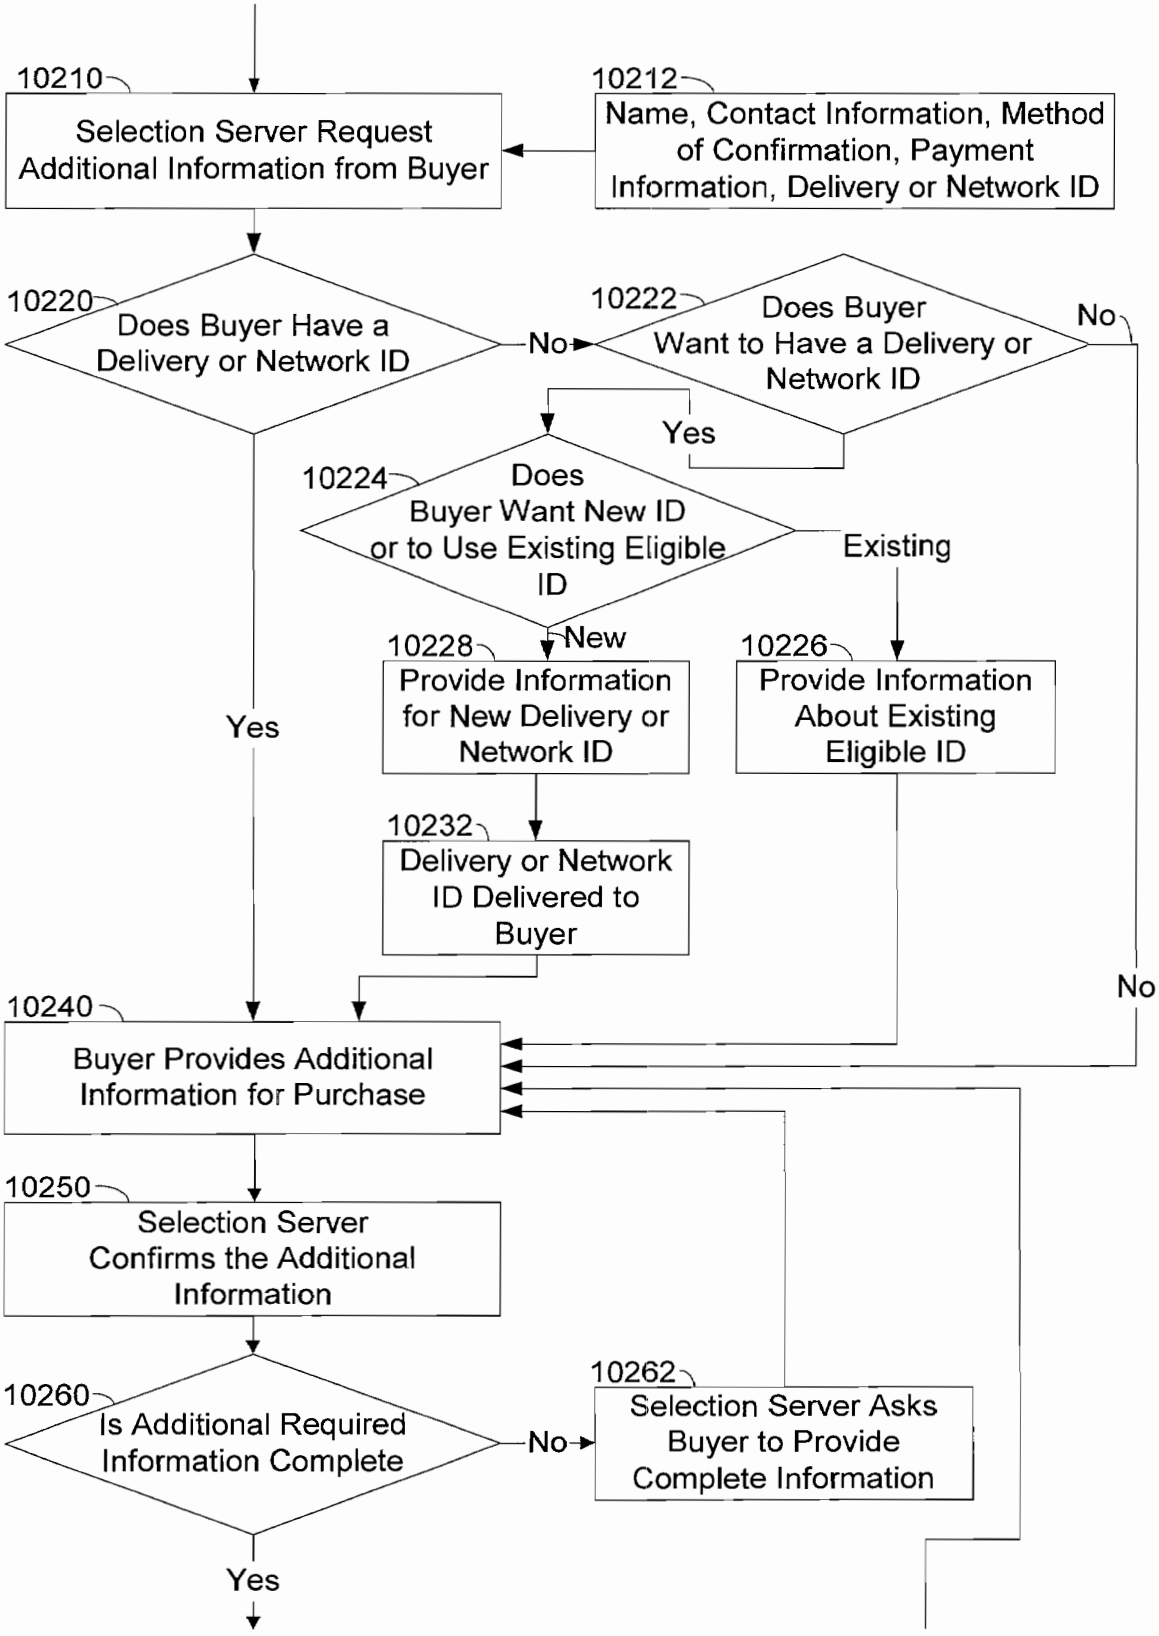 10210
Selection Server Request
Additional Information from Buyer
10212
Name, Contact Information, Method
of Confirmation, Payment
Information, Delivery or Network ID
10220
Does Buyer Have a
Delivery or Network ID
No
10222
Does Buyer
Want to Have a Delivery or
Network ID
No
Yes
10224
Does
Buyer Want New ID
or to Use Existing Eligible
ID
Existing
New
10228
Provide Information
for New Delivery or
Network ID
10226
Provide Information
About Existing
Eligible ID
Yes
10232
Delivery or Network
ID Delivered to
Buyer
No
10240
Buyer Provides Additional
Information for Purchase
10250
Selection Server
Confirms the Additional
Information
10260
Is Additional Required
Information Complete
No
10262
Selection Server Asks
Buyer to Provide
Complete Information
Yes